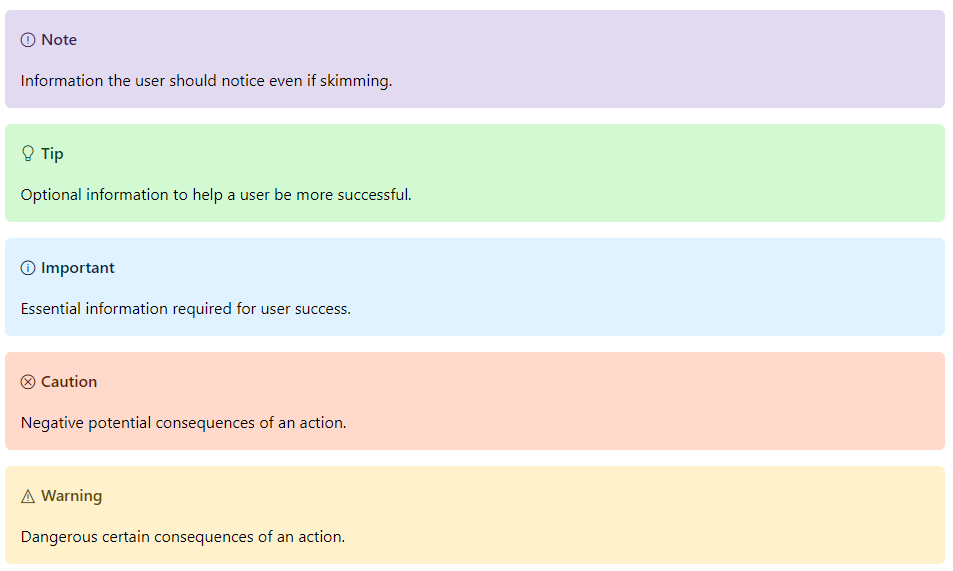 Note
Information the user should notice even if skimming.
Tip
Optional information to help a user be more successful.
Important
Essential information required for user success.
Caution
Negative potential consequences of an action.
Warning
Dangerous certain consequences of an action.